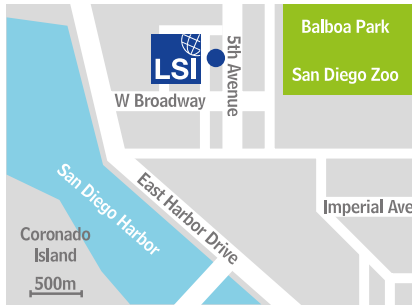 Balboa Park
San Diego Zoo
LSI
5th Avenue
W Broadway
San Diego Harbor
East Harbor Drive
Imperial Ave
Coronado
Island
500m